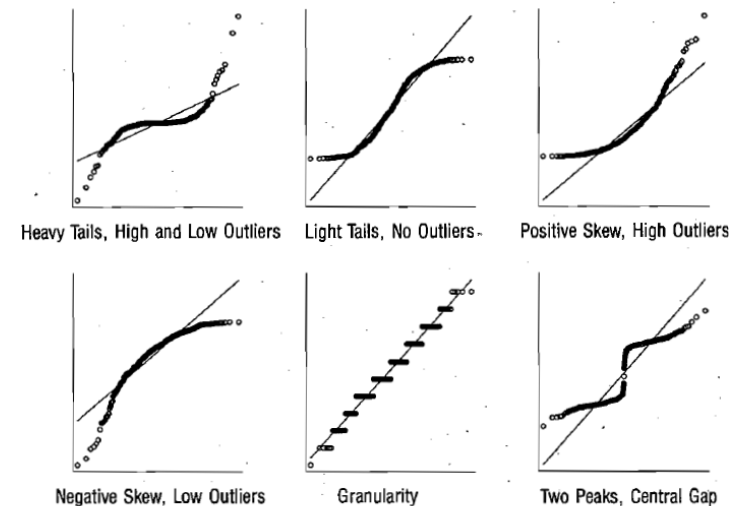 Heavy Tails, High and Low Outliers
Light Tails, No Outliers
Positive Skew, High Outliers
Negative Skew, Low Outliers
Granularity
Two Peaks, Central Gap